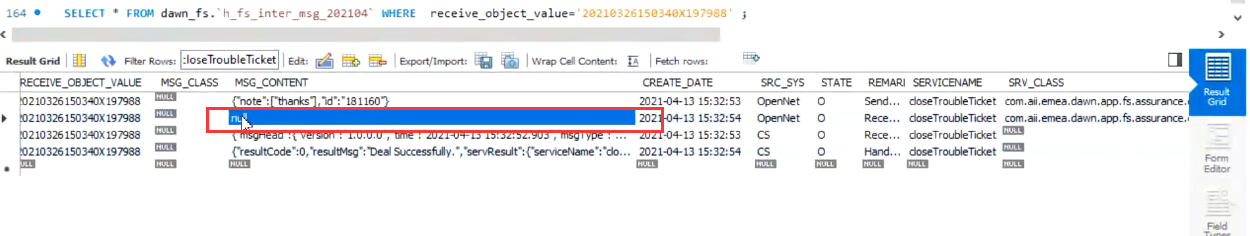 164 SELECT * FROM dawn_fs.`h_fs_inter_msg_202104` WHERE receive_object_value='20210326150340X197988' ;
Result Grid Filter Rows: :loseTroubleTicket Edit: Export/Import: Wrap Cell Content: Fetch rows:
RECEIVE_OBJECT_VALUE MSG_CLASS MSG_CONTENT CREATE_DATE SRC_SYS STATE REMARI SERVICENAME SRV_CLASS
20210326150340X197988 NULL {"note":["thanks"],"id":"181160"} 2021-04-13 15:32:53 OpenNet O Send... closeTroubleTicket com.aii.emea.dawn.app.fs.assurance.c
20210326150340X197988 NULL 2021-04-13 15:32:54 OpenNet O Rece... closeTroubleTicket com.aii.emea.dawn.app.fs.assurance.c
20210326150340X197988 NULL {"msgHead":{"version":"1.0.0.0","time":"2021-04-13 15:32:52.903","msgType":"... 2021-04-13 15:32:53 CS O Rece... closeTroubleTicket NULL
20210326150340X197988 NULL {"resultCode":0,"resultMsg":"Deal Successfully.","servResult":{"serviceName":"clo... 2021-04-13 15:32:54 CS O Hand... closeTroubleTicket NULL
NULL NULL NULL NULL NULL NULL NULL NULL NULL
Result
Grid
Form
Editor
Field
Types